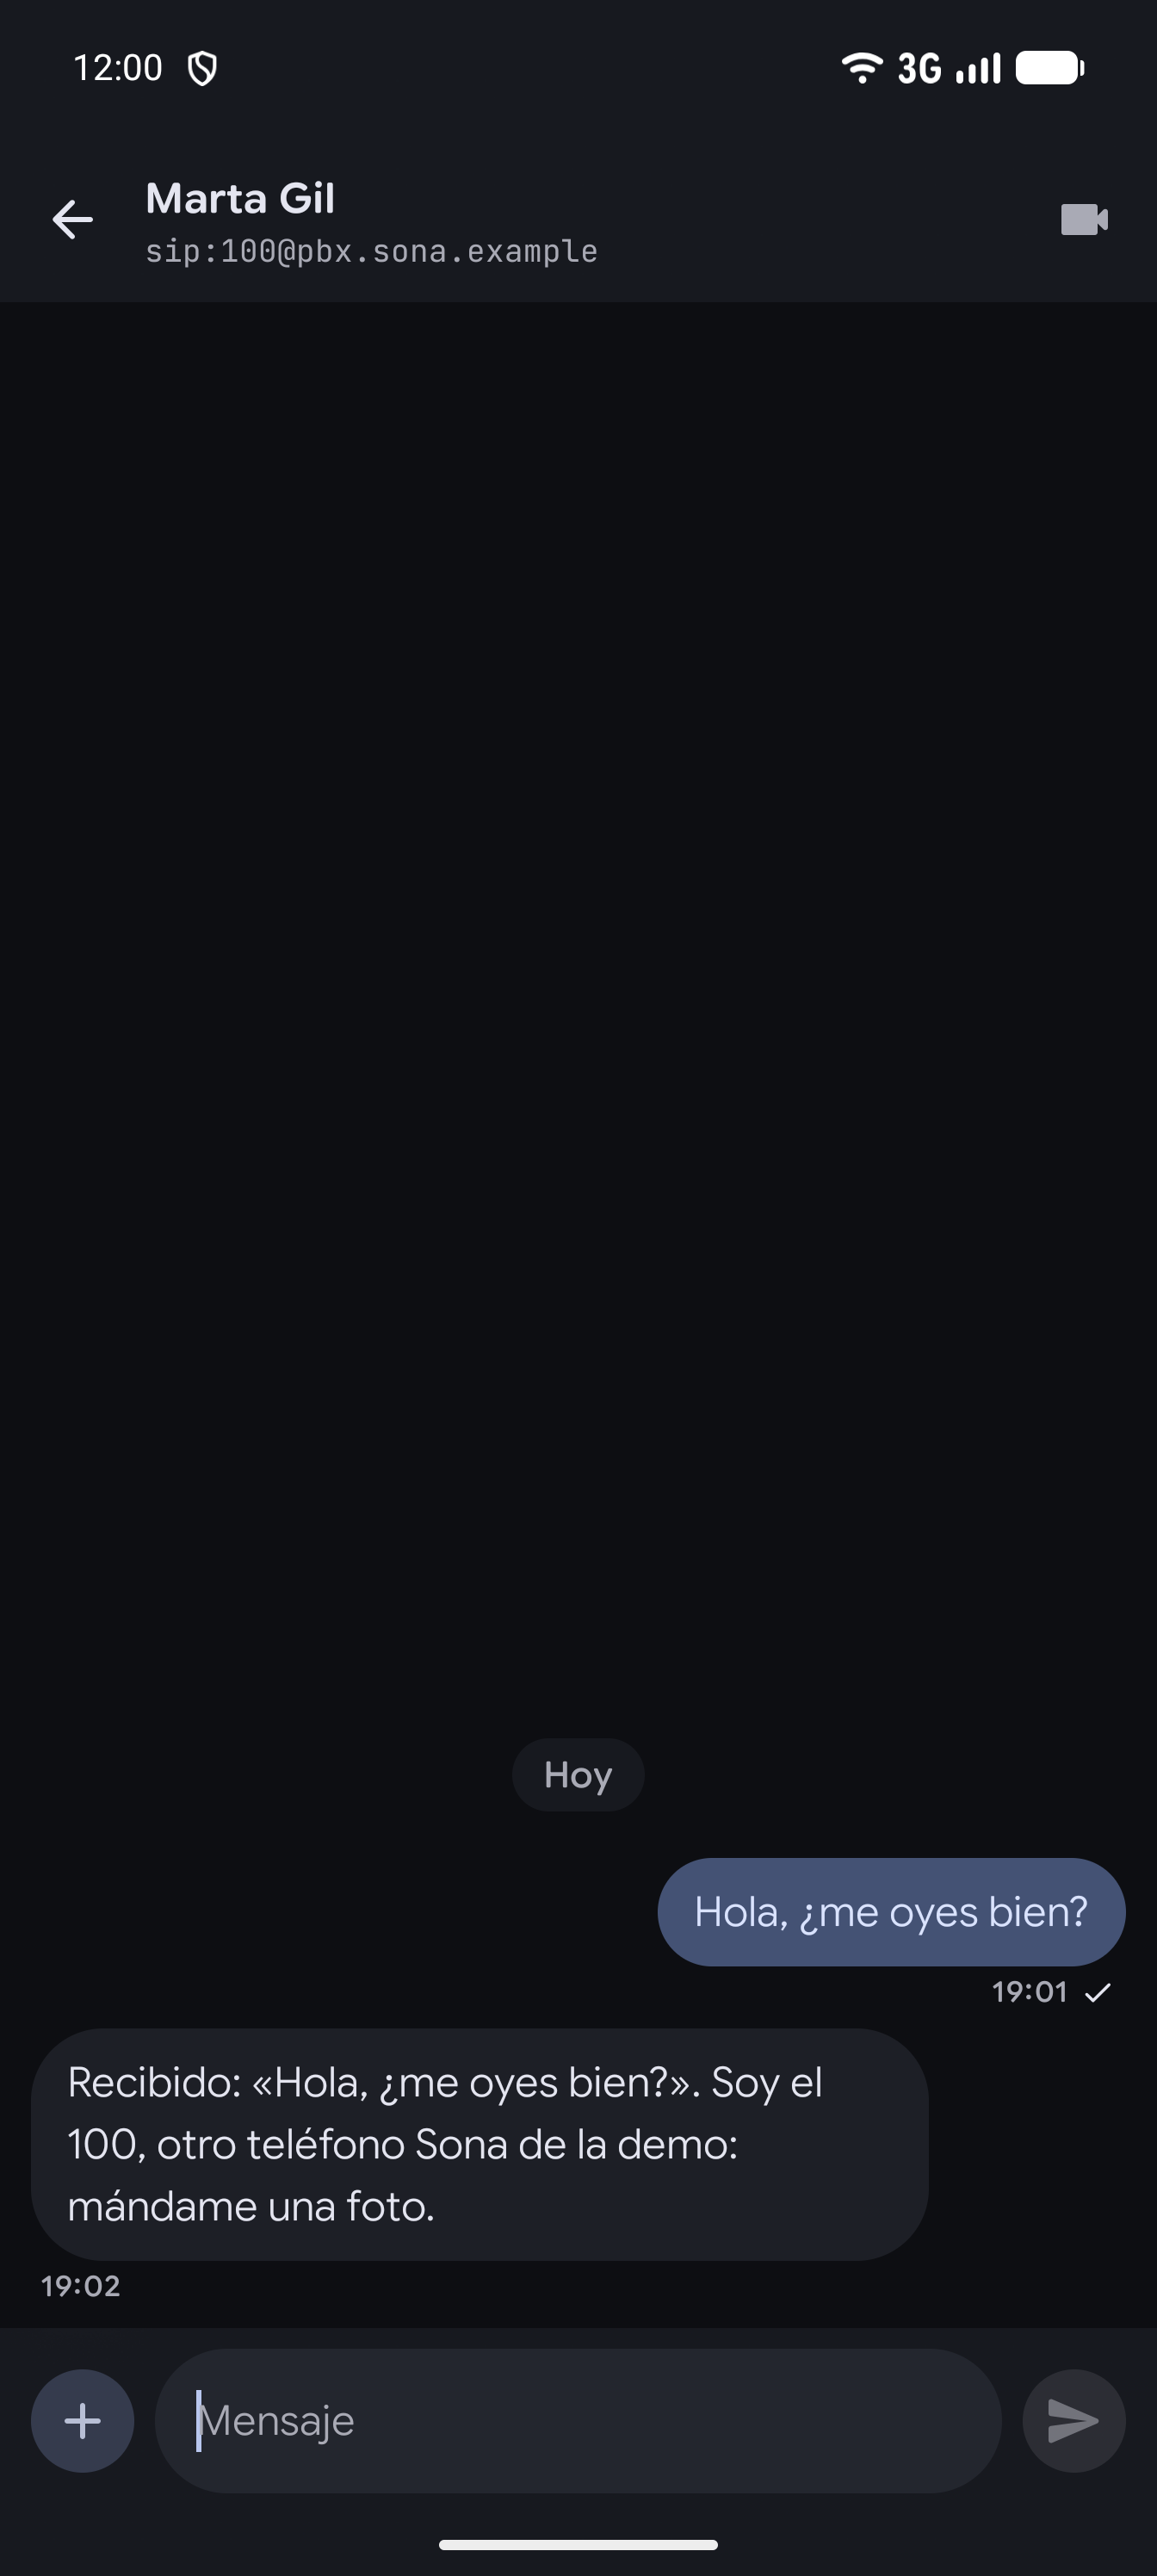 12:00
3G
Marta Gil
sip:100@pbx.sona.example
Hoy
Hola, ¿me oyes bien?
19:01
Recibido: «Hola, ¿me oyes bien?». Soy el
100, otro teléfono Sona de la demo:
mándame una foto.
19:02
Mensaje